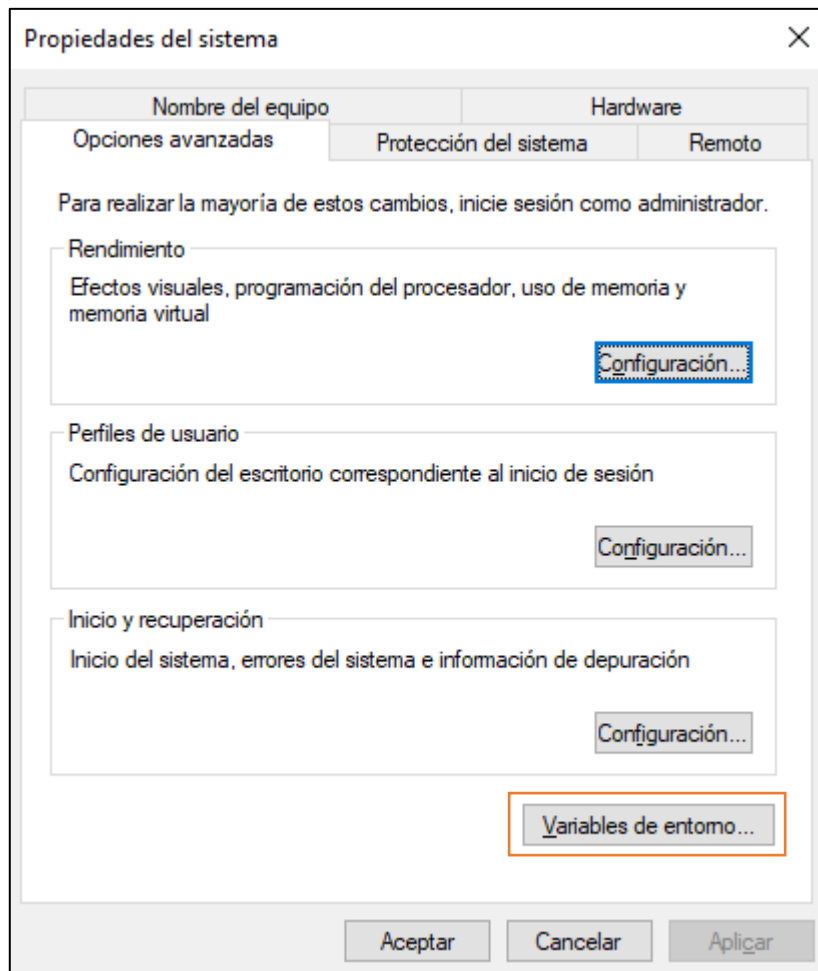 Propiedades del sistema
Nombre del equipo
Hardware
Opciones avanzadas
Protección del sistema
Remoto
Para realizar la mayoría de estos cambios, inicie sesión como administrador.
Rendimiento
Efectos visuales, programación del procesador, uso de memoria y
memoria virtual
Configuración...
Perfiles de usuario
Configuración del escritorio correspondiente al inicio de sesión
Configuración...
Inicio y recuperación
Inicio del sistema, errores del sistema e información de depuración
Configuración...
Variables de entorno...
Aceptar
Cancelar
Aplicar